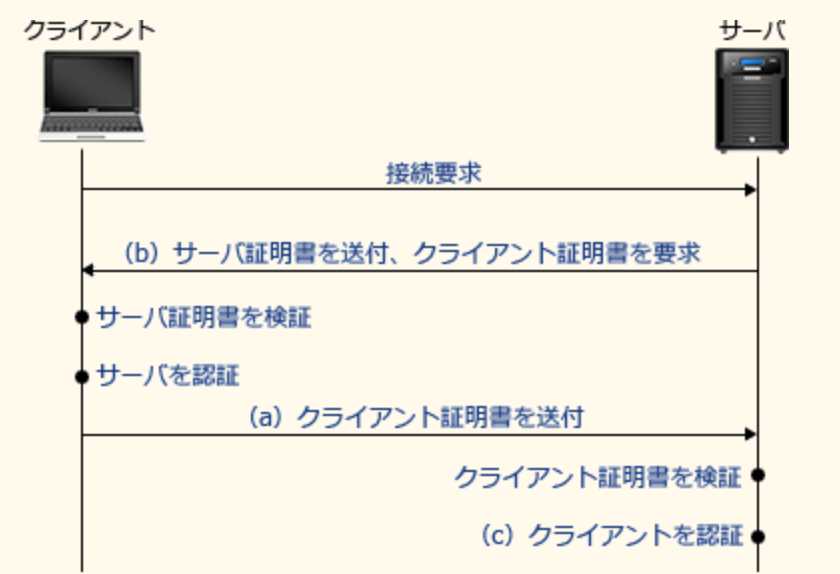 クライアント
サーバ
接続要求
（b）サーバ証明書を送付、クライアント証明書を要求
サーバ証明書を検証
サーバを認証
（a）クライアント証明書を送付
クライアント証明書を検証
（c）クライアントを認証